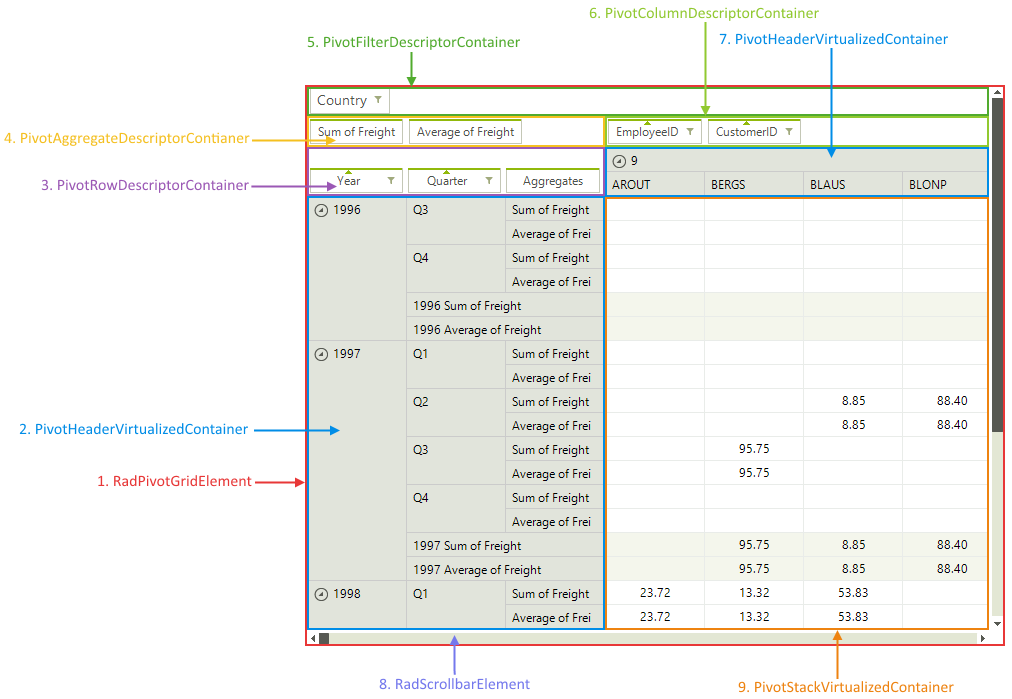 6. PivotColumnDescriptorContainer
5. PivotFilterDescriptorContainer
7. PivotHeaderVirtualizedContainer
Country
4. PivotAggregateDescriptorContianer
Sum of Freight Average of Freight EmployeeID CustomerID
9
3. PivotRowDescriptorContainer
Year Quarter Aggregates AROUT BERGS BLAUS BLONP
1996 Q3 Sum of Freight
Average of Frei
Q4 Sum of Freight
Average of Frei
1996 Sum of Freight
1996 Average of Freight
1997 Q1 Sum of Freight
Average of Frei
Q2 Sum of Freight 8.85 88.40
Average of Frei 8.85 88.40
2. PivotHeaderVirtualizedContainer
Q3 Sum of Freight 95.75
Average of Frei 95.75
1. RadPivotGridElement
Q4 Sum of Freight
Average of Frei
1997 Sum of Freight 95.75 8.85 88.40
1997 Average of Freight 95.75 8.85 88.40
1998 Q1 Sum of Freight 23.72 13.32 53.83
Average of Frei 23.72 13.32 53.83
8. RadScrollbarElement
9. PivotStackVirtualizedContainer